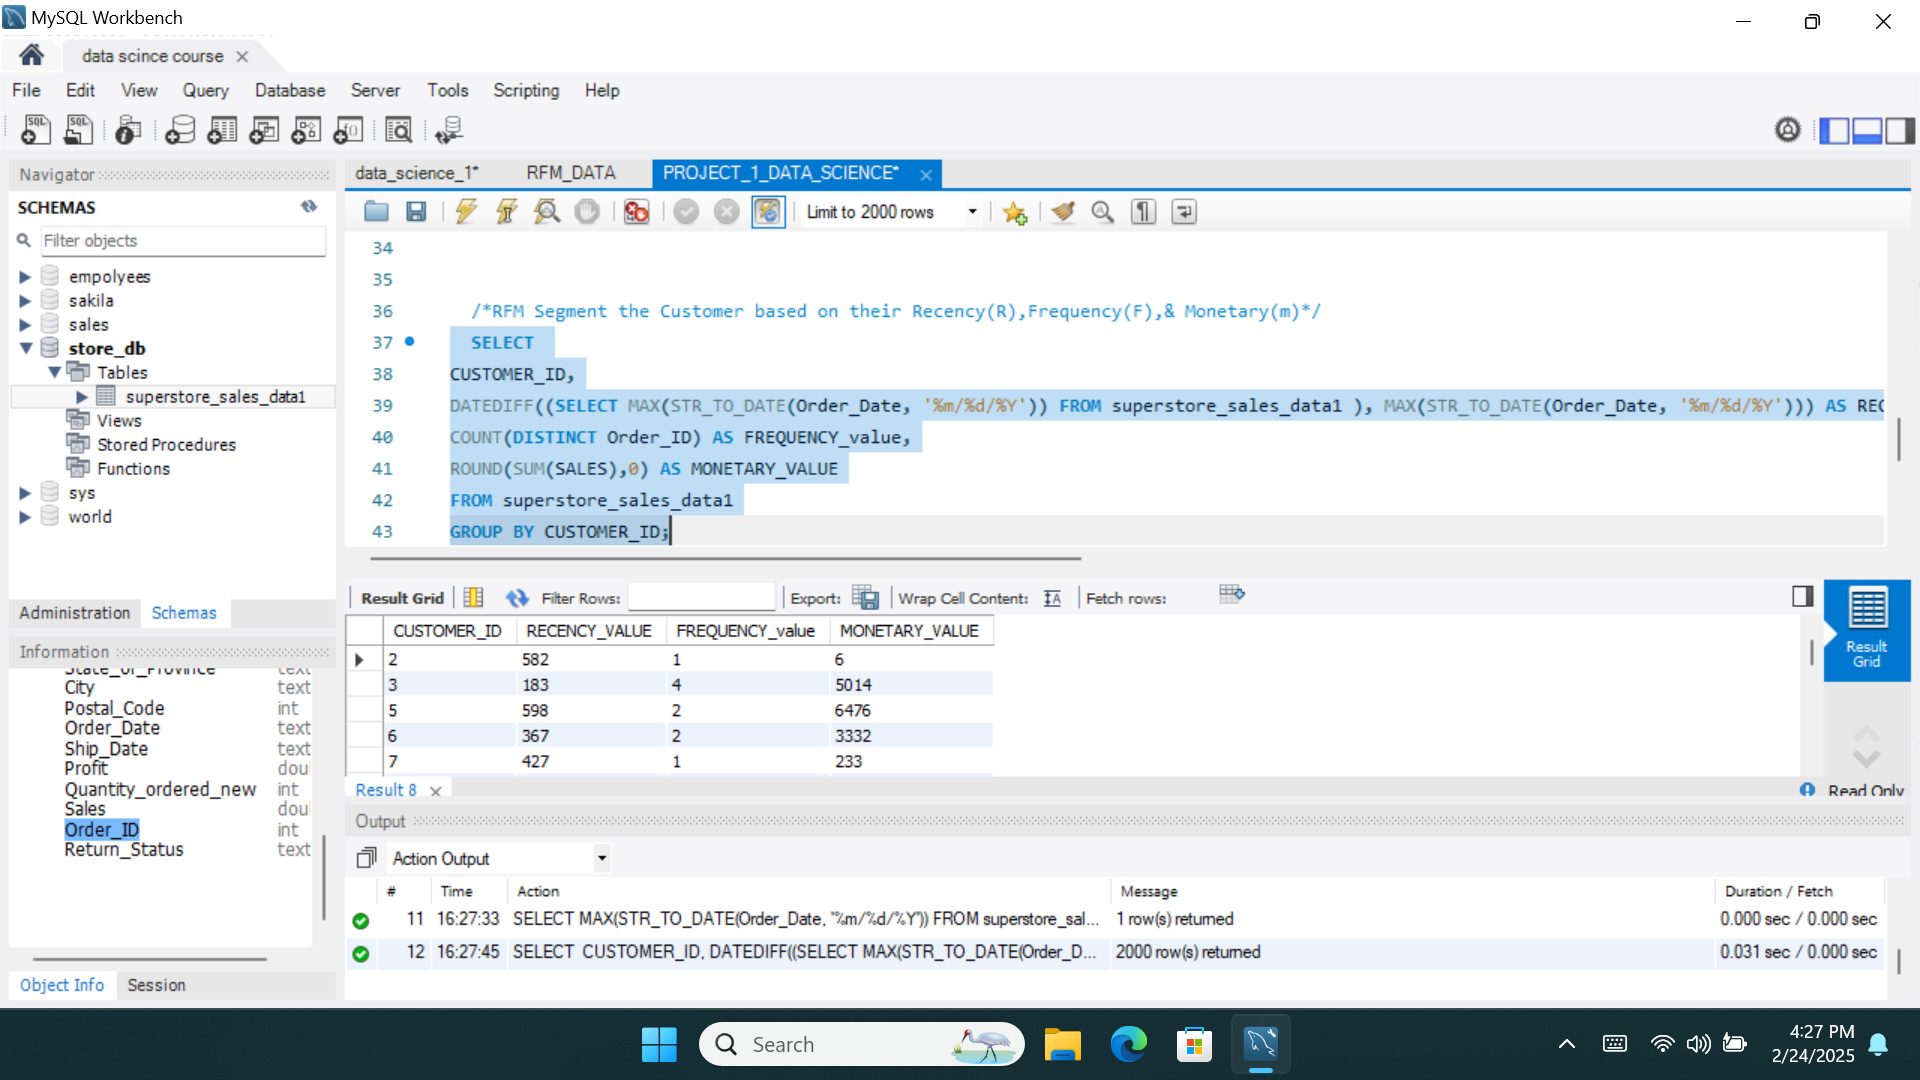 MySQL Workbench
data scince course
File Edit View Query Database Server Tools Scripting Help
Navigator
SCHEMAS
Filter objects
empolyees
sakila
sales
store_db
Tables
superstore_sales_data1
Views
Stored Procedures
Functions
sys
world
Administration Schemas
Information
State_or_Province text
City text
Postal_Code int
Order_Date text
Ship_Date text
Profit doul
Quantity_ordered_new int
Sales doul
Order_ID int
Return_Status text
Object Info Session
data_science_1* RFM_DATA PROJECT_1_DATA_SCIENCE*
Limit to 2000 rows
34
35
36 /*RFM Segment the Customer based on their Recency(R),Frequency(F),& Monetary(m)*/
37 SELECT
38 CUSTOMER_ID,
39 DATEDIFF((SELECT MAX(STR_TO_DATE(Order_Date, '%m/%d/%Y')) FROM superstore_sales_data1 ), MAX(STR_TO_DATE(Order_Date, '%m/%d/%Y'))) AS REC
40 COUNT(DISTINCT Order_ID) AS FREQUENCY_value,
41 ROUND(SUM(SALES),0) AS MONETARY_VALUE
42 FROM superstore_sales_data1
43 GROUP BY CUSTOMER_ID;
Result Grid Filter Rows: Export: Wrap Cell Content: Fetch rows:
CUSTOMER_ID RECENCY_VALUE FREQUENCY_value MONETARY_VALUE
2 582 1 6
3 183 4 5014
5 598 2 6476
6 367 2 3332
7 427 1 233
Result Grid
Result 8 Read Only
Output
Action Output
# Time Action Message Duration / Fetch
11 16:27:33 SELECT MAX(STR_TO_DATE(Order_Date, '%m/%d/%Y')) FROM superstore_sal... 1 row(s) returned 0.000 sec / 0.000 sec
12 16:27:45 SELECT CUSTOMER_ID, DATEDIFF((SELECT MAX(STR_TO_DATE(Order_D... 2000 row(s) returned 0.031 sec / 0.000 sec
Search
4:27 PM
2/24/2025